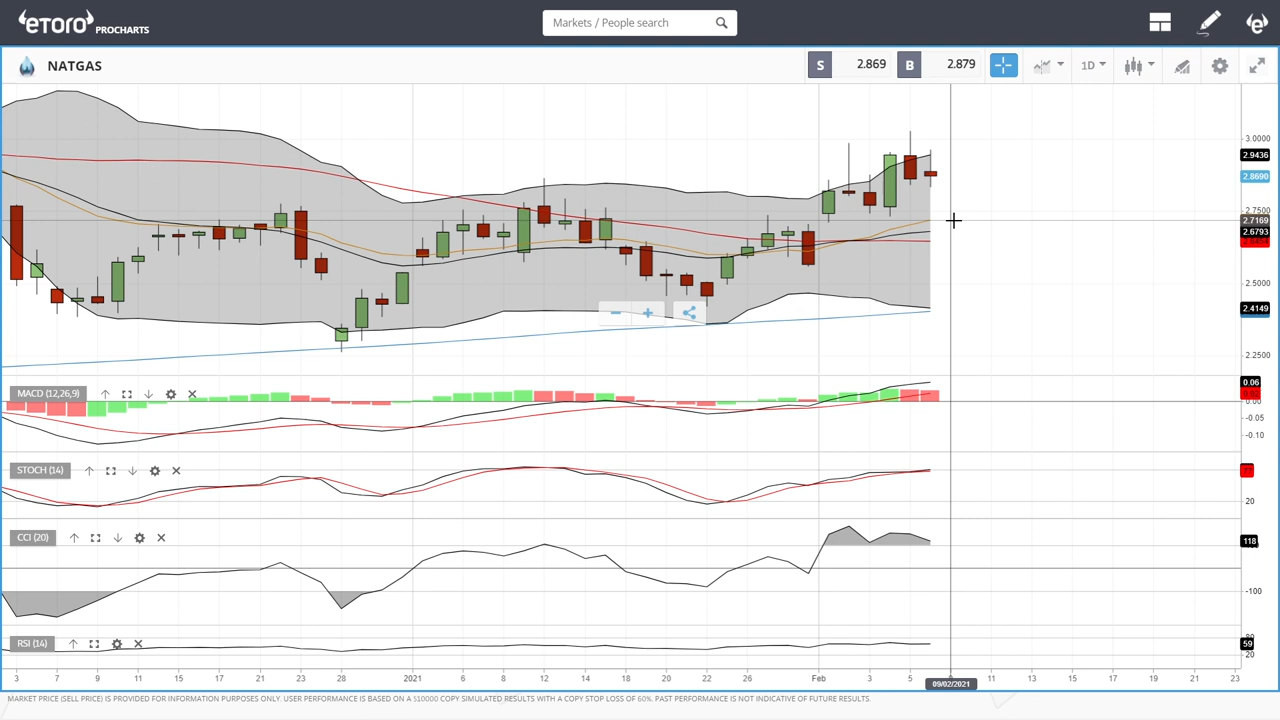 eToro PROCHARTS
Markets / People search
NATGAS
S 2.869 B 2.879
1D
3.0000
2.9436
2.8690
2.7500
2.7169
2.6793
2.5000
2.4149
2.2500
MACD (12,26,9)
0.06
0.00
-0.05
-0.10
STOCH (14)
20
CCI (20)
118
-100
RSI (14)
80
59
20
3 7 9 11 15 17 21 23 28 2021 6 8 12 14 18 20 22 26 Feb 3 5 9 11 13 17 19 21 23
09/02/2021
MARKET PRICE (SELL PRICE) IS PROVIDED FOR INFORMATION PURPOSES ONLY. USER PERFORMANCE IS BASED ON A $10000 COPY SIMULATED RESULTS WITH A COPY STOP LOSS OF 60%. PAST PERFORMANCE IS NOT INDICATIVE OF FUTURE RESULTS.